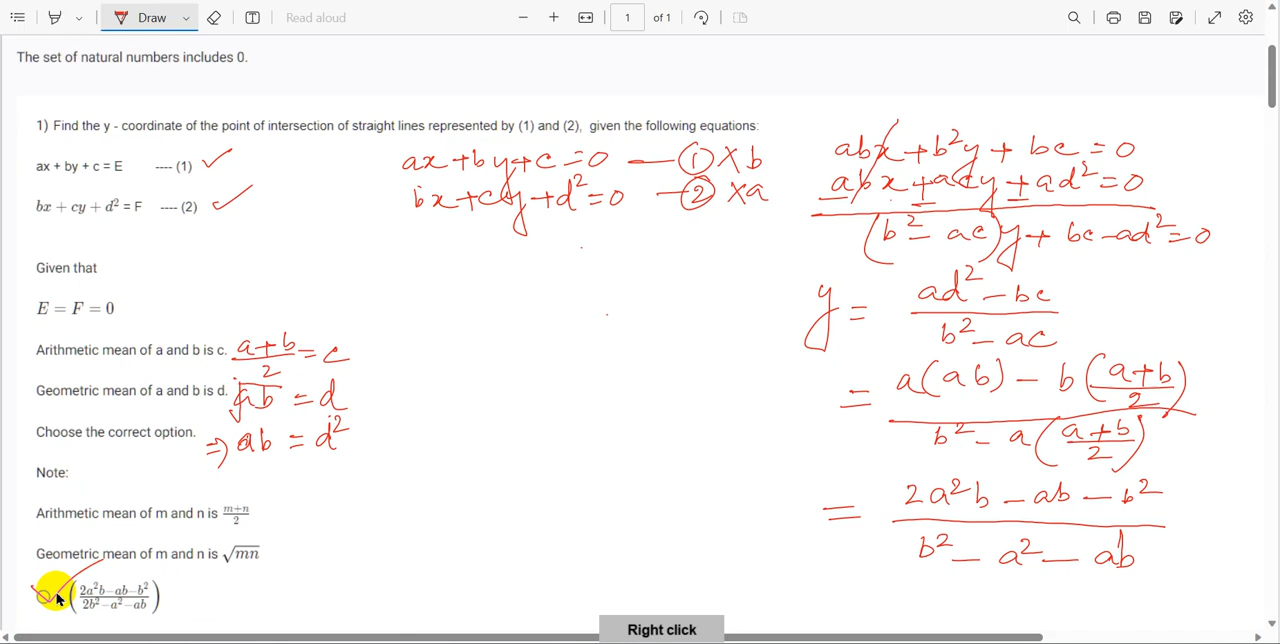 Draw
Read aloud
1 of 1
The set of natural numbers includes 0.
1) Find the y - coordinate of the point of intersection of straight lines represented by (1) and (2), given the following equations:
ax + by + c = E ---- (1)
bx + cy + d² = F ---- (2)
ax + by + c = 0 — ① × b
bx + cy + d² = 0 — ② × a
abx + b²y + bc = 0
abx + acy + ad² = 0
− − −
(b² − ac)y + bc − ad² = 0
Given that
E = F = 0
y = (ad² − bc)/(b² − ac)
Arithmetic mean of a and b is c. (a+b)/2 = c
Geometric mean of a and b is d. √ab = d
Choose the correct option. ⇒ ab = d²
= (a(ab) − b((a+b)/2))/(b² − a((a+b)/2))
Note:
Arithmetic mean of m and n is (m+n)/2
= (2a²b − ab − b²)/(b² − a² − ab)
Geometric mean of m and n is √mn
((2a²b−ab−b²)/(2b²−a²−ab))
Right click